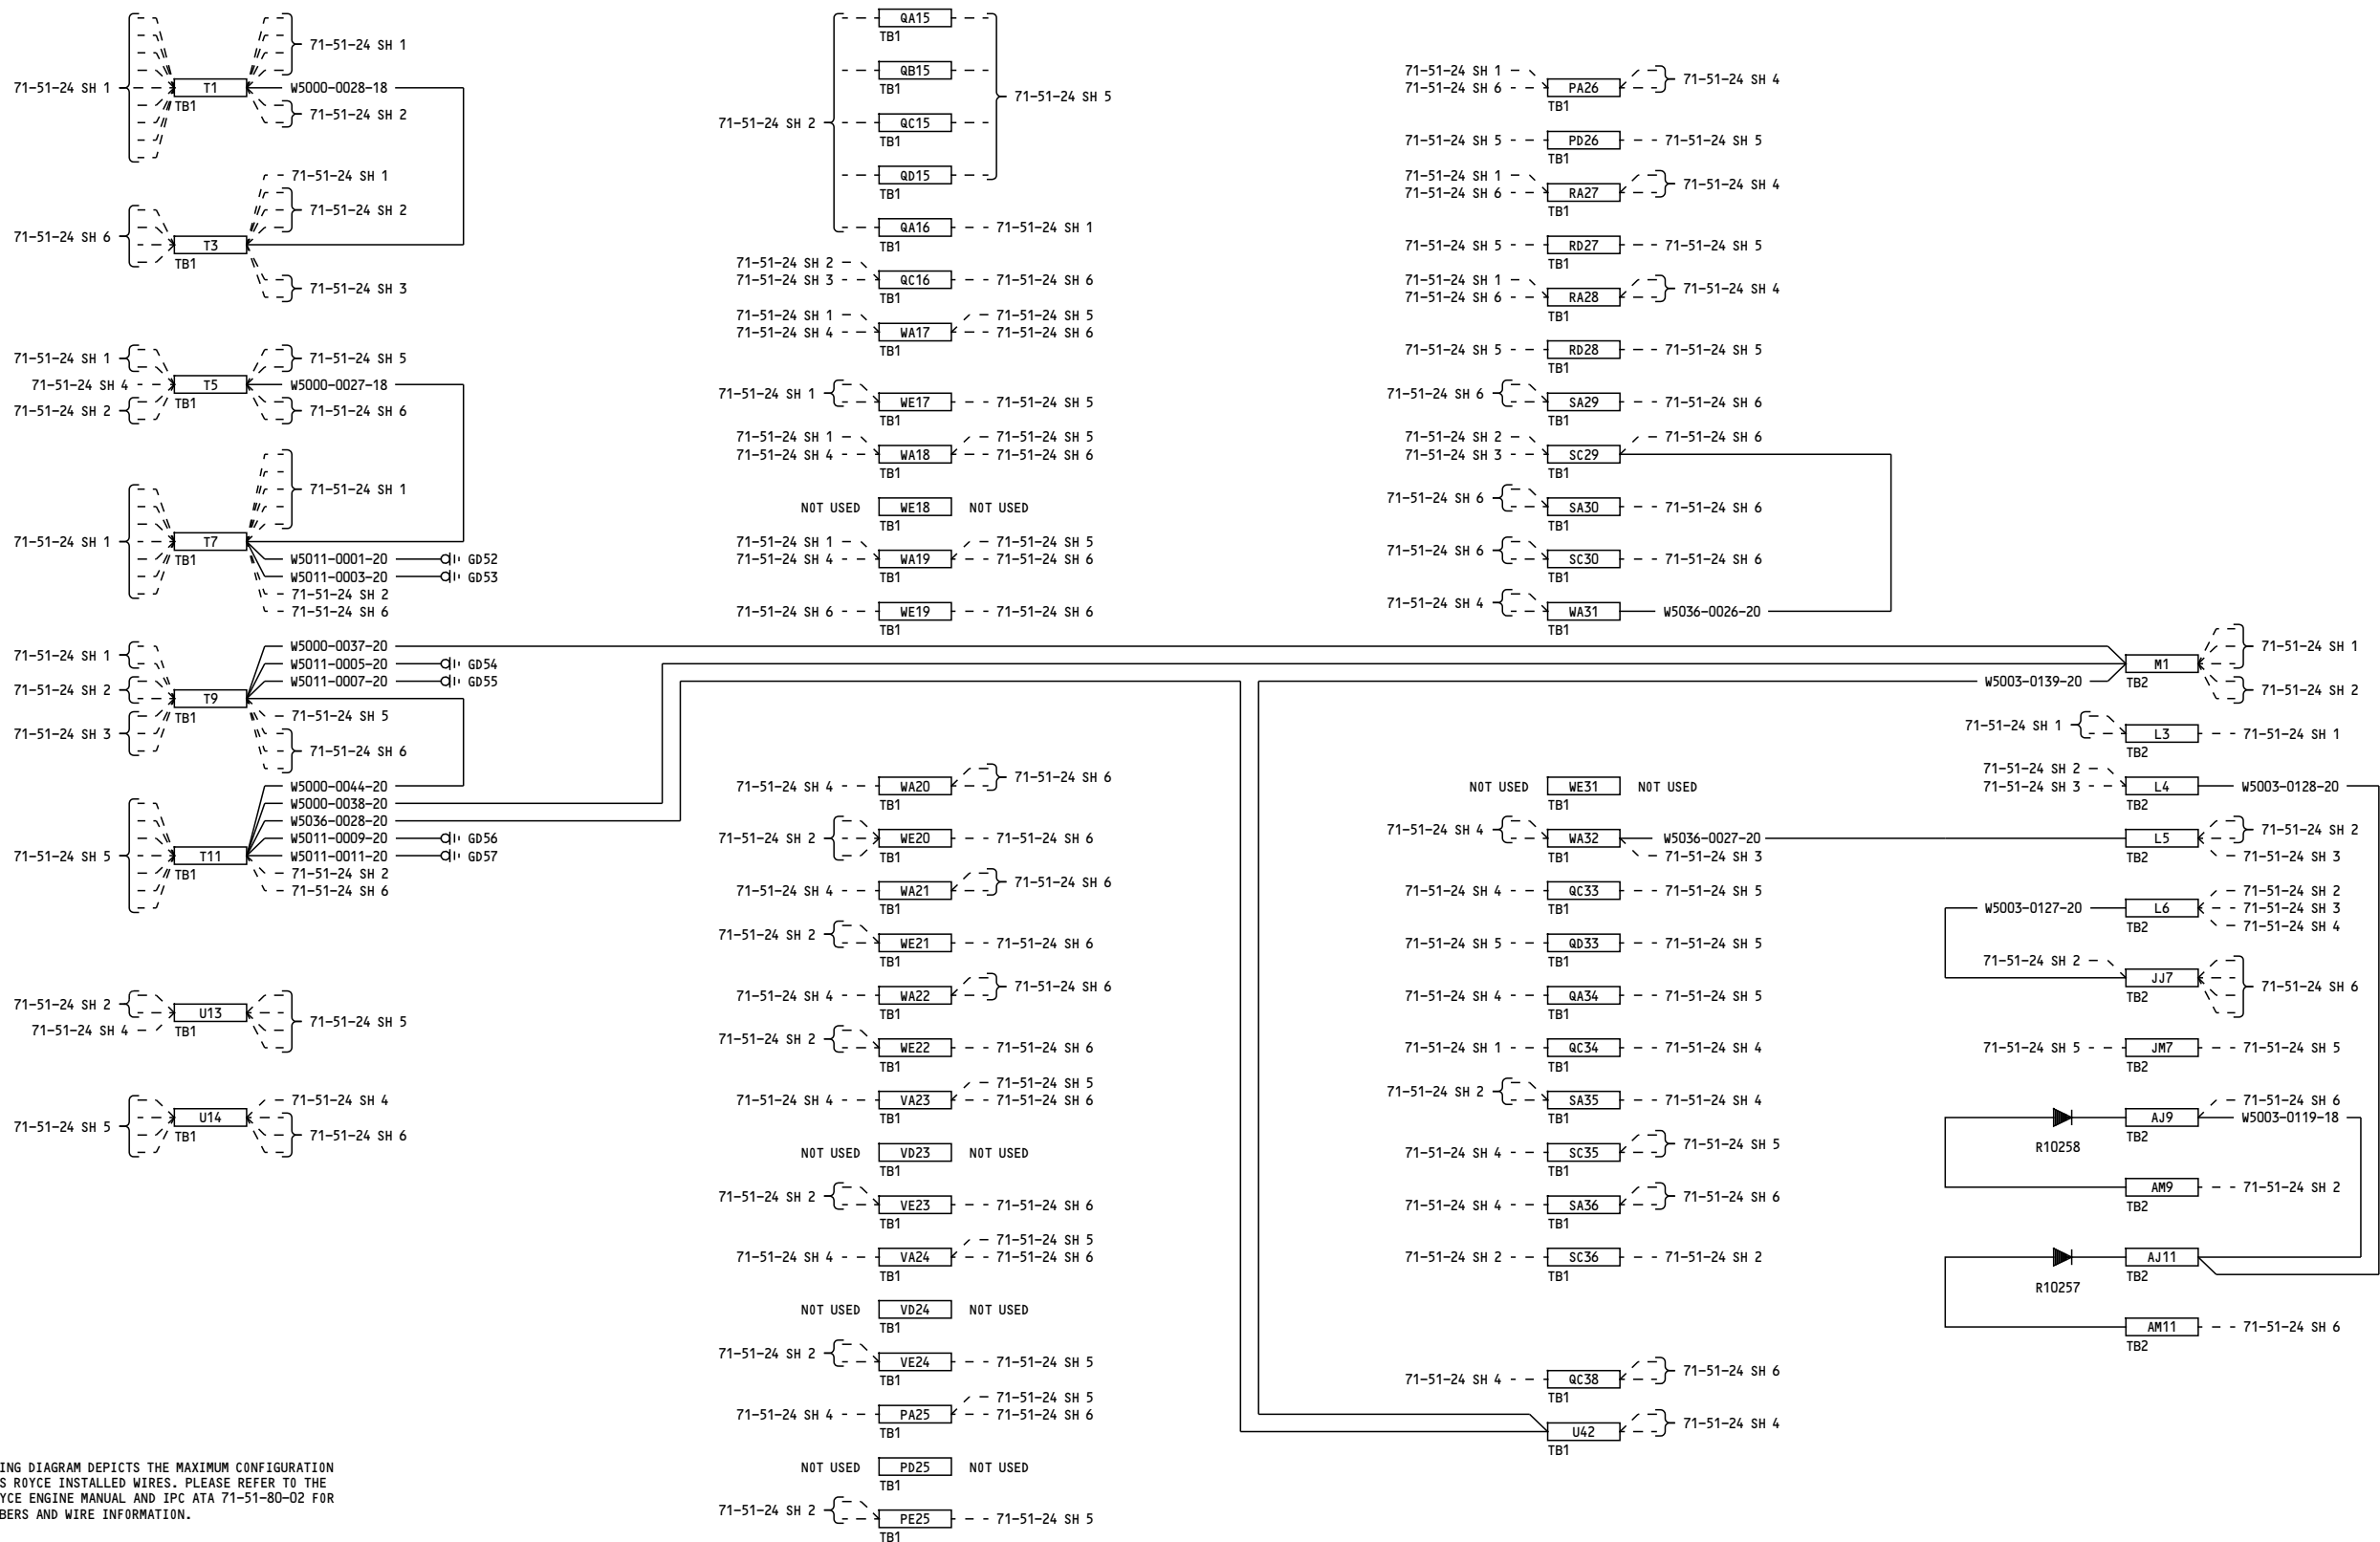 71-51-24 SH 1
71-51-24 SH 1
T1
W5000-0028-18
TB1
71-51-24 SH 2
71-51-24 SH 1
71-51-24 SH 2
71-51-24 SH 6
T3
TB1
71-51-24 SH 3
71-51-24 SH 1
71-51-24 SH 5
71-51-24 SH 4
T5
W5000-0027-18
71-51-24 SH 2
TB1
71-51-24 SH 6
71-51-24 SH 1
71-51-24 SH 1
T7
TB1
W5011-0001-20
GD52
W5011-0003-20
GD53
71-51-24 SH 2
71-51-24 SH 6
71-51-24 SH 1
W5000-0037-20
W5011-0005-20
GD54
71-51-24 SH 2
W5011-0007-20
GD55
T9
TB1
71-51-24 SH 5
71-51-24 SH 3
71-51-24 SH 6
W5000-0044-20
W5000-0038-20
W5036-0028-20
W5011-0009-20
GD56
71-51-24 SH 5
T11
W5011-0011-20
GD57
TB1
71-51-24 SH 2
71-51-24 SH 6
71-51-24 SH 2
71-51-24 SH 4
U13
TB1
71-51-24 SH 5
71-51-24 SH 4
71-51-24 SH 5
U14
TB1
71-51-24 SH 6
ING DIAGRAM DEPICTS THE MAXIMUM CONFIGURATION
S ROYCE INSTALLED WIRES. PLEASE REFER TO THE
YCE ENGINE MANUAL AND IPC ATA 71-51-80-02 FOR
BERS AND WIRE INFORMATION.
QA15
TB1
QB15
TB1
71-51-24 SH 5
71-51-24 SH 2
QC15
TB1
QD15
TB1
QA16
71-51-24 SH 1
TB1
71-51-24 SH 2
71-51-24 SH 3
QC16
71-51-24 SH 6
TB1
71-51-24 SH 1
71-51-24 SH 5
71-51-24 SH 4
WA17
71-51-24 SH 6
TB1
71-51-24 SH 1
WE17
71-51-24 SH 5
TB1
71-51-24 SH 1
71-51-24 SH 5
71-51-24 SH 4
WA18
71-51-24 SH 6
TB1
NOT USED
WE18
NOT USED
TB1
71-51-24 SH 1
71-51-24 SH 5
71-51-24 SH 4
WA19
71-51-24 SH 6
TB1
71-51-24 SH 6
WE19
71-51-24 SH 6
TB1
71-51-24 SH 4
WA20
71-51-24 SH 6
TB1
71-51-24 SH 2
WE20
71-51-24 SH 6
TB1
71-51-24 SH 4
WA21
71-51-24 SH 6
TB1
71-51-24 SH 2
WE21
71-51-24 SH 6
TB1
71-51-24 SH 4
WA22
71-51-24 SH 6
TB1
71-51-24 SH 2
WE22
71-51-24 SH 6
TB1
71-51-24 SH 5
71-51-24 SH 4
VA23
71-51-24 SH 6
TB1
NOT USED
VD23
NOT USED
TB1
71-51-24 SH 2
VE23
71-51-24 SH 6
TB1
71-51-24 SH 5
71-51-24 SH 4
VA24
71-51-24 SH 6
TB1
NOT USED
VD24
NOT USED
TB1
71-51-24 SH 2
VE24
71-51-24 SH 5
TB1
71-51-24 SH 5
71-51-24 SH 4
PA25
71-51-24 SH 6
TB1
NOT USED
PD25
NOT USED
TB1
71-51-24 SH 2
PE25
71-51-24 SH 5
TB1
71-51-24 SH 1
71-51-24 SH 6
PA26
71-51-24 SH 4
TB1
71-51-24 SH 5
PD26
71-51-24 SH 5
TB1
71-51-24 SH 1
71-51-24 SH 6
RA27
71-51-24 SH 4
TB1
71-51-24 SH 5
RD27
71-51-24 SH 5
TB1
71-51-24 SH 1
71-51-24 SH 6
RA28
71-51-24 SH 4
TB1
71-51-24 SH 5
RD28
71-51-24 SH 5
TB1
71-51-24 SH 6
SA29
71-51-24 SH 6
TB1
71-51-24 SH 2
71-51-24 SH 6
71-51-24 SH 3
SC29
TB1
71-51-24 SH 6
SA30
71-51-24 SH 6
TB1
71-51-24 SH 6
SC30
71-51-24 SH 6
TB1
71-51-24 SH 4
WA31
W5036-0026-20
TB1
NOT USED
WE31
NOT USED
TB1
71-51-24 SH 4
WA32
W5036-0027-20
TB1
71-51-24 SH 3
71-51-24 SH 4
QC33
71-51-24 SH 5
TB1
71-51-24 SH 5
QD33
71-51-24 SH 5
TB1
71-51-24 SH 4
QA34
71-51-24 SH 5
TB1
71-51-24 SH 1
QC34
71-51-24 SH 4
TB1
71-51-24 SH 2
SA35
71-51-24 SH 4
TB1
71-51-24 SH 4
SC35
71-51-24 SH 5
TB1
71-51-24 SH 4
SA36
71-51-24 SH 6
TB1
71-51-24 SH 2
SC36
71-51-24 SH 2
TB1
71-51-24 SH 4
QC38
71-51-24 SH 6
TB1
U42
71-51-24 SH 4
TB1
71-51-24 SH 1
M1
W5003-0139-20
TB2
71-51-24 SH 2
71-51-24 SH 1
L3
71-51-24 SH 1
TB2
71-51-24 SH 2
71-51-24 SH 3
L4
W5003-0128-20
TB2
71-51-24 SH 2
L5
TB2
71-51-24 SH 3
71-51-24 SH 2
W5003-0127-20
L6
71-51-24 SH 3
TB2
71-51-24 SH 4
71-51-24 SH 2
JJ7
71-51-24 SH 6
TB2
71-51-24 SH 5
JM7
71-51-24 SH 5
TB2
71-51-24 SH 6
AJ9
W5003-0119-18
TB2
R10258
AM9
71-51-24 SH 2
TB2
AJ11
TB2
R10257
AM11
71-51-24 SH 6
TB2